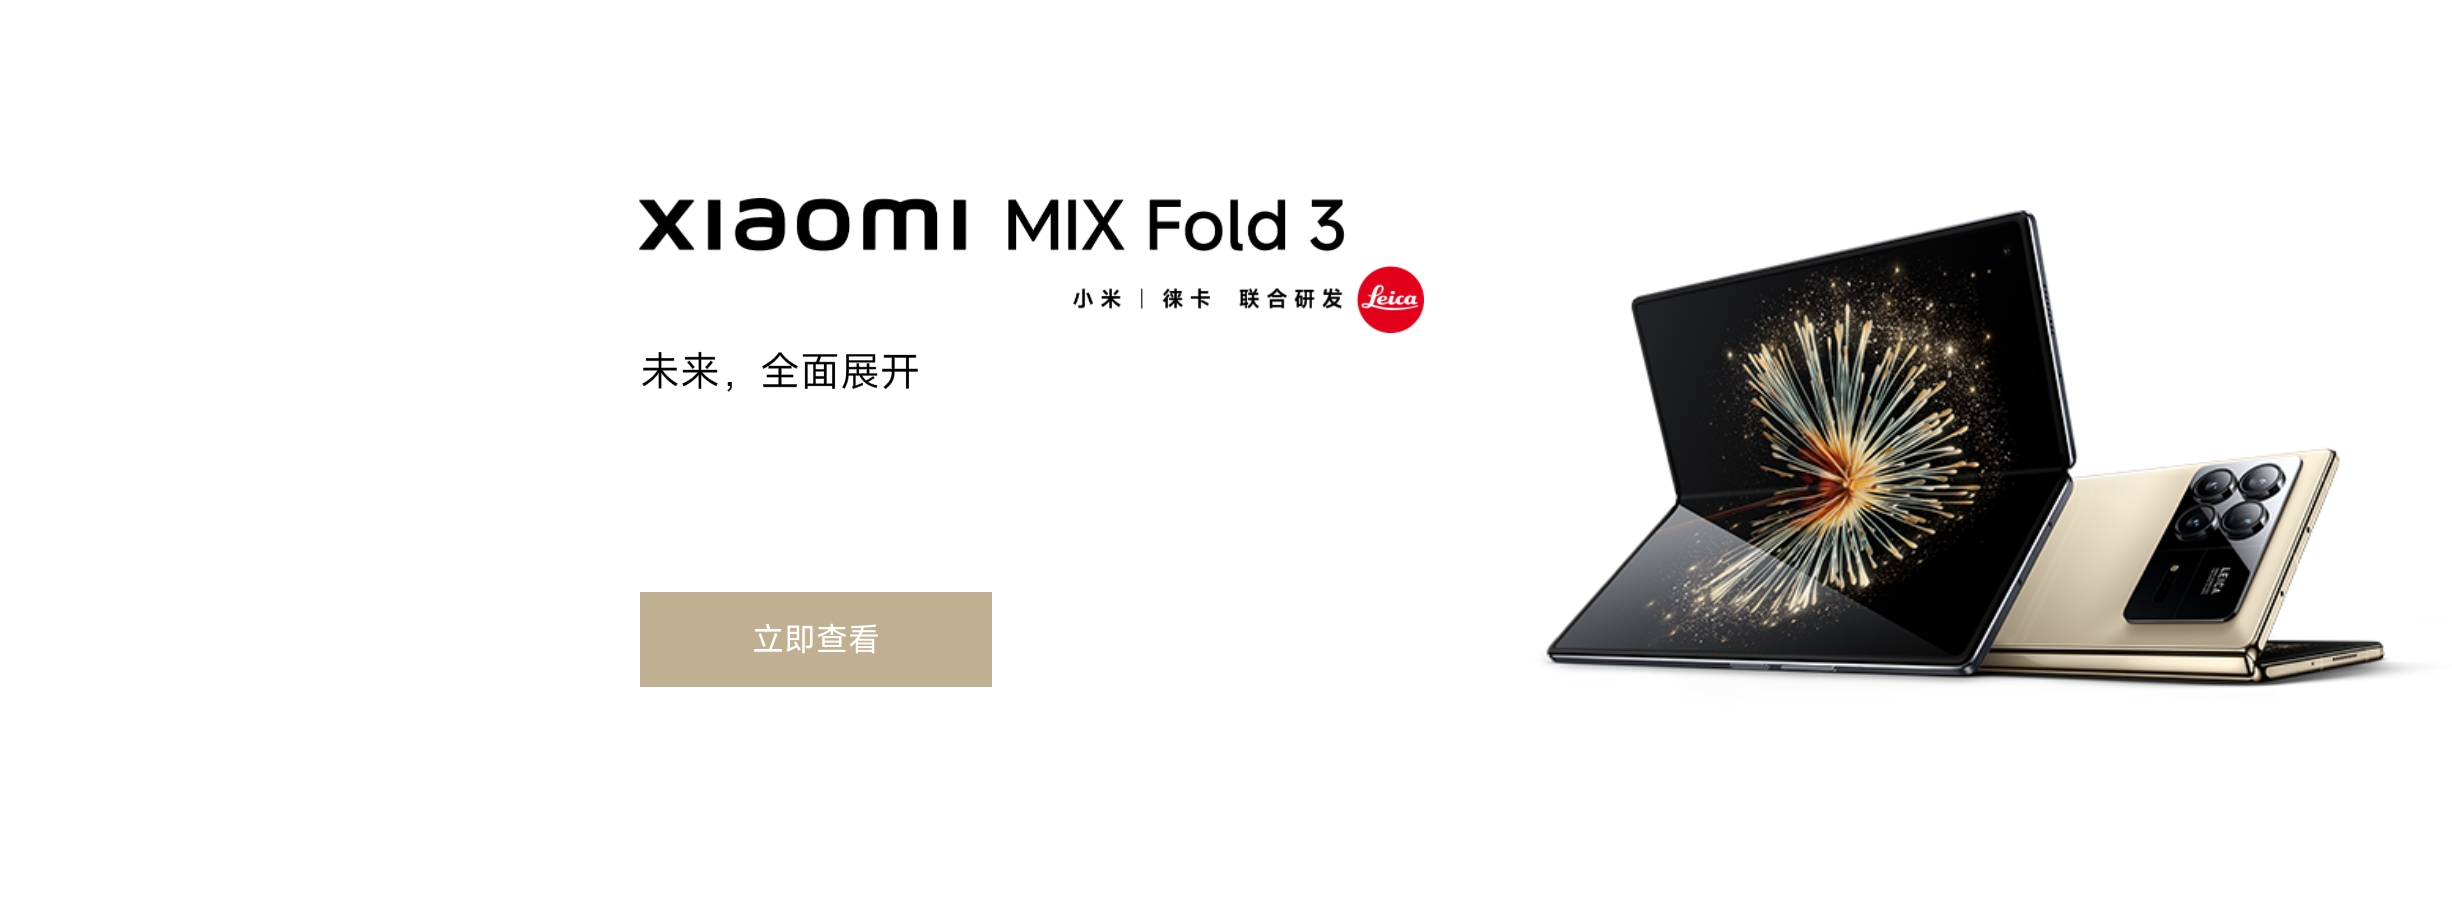 xiaomi MIX Fold 3
小米 | 徕卡 联合研发 Leica
未来，全面展开
立即查看
LEICA